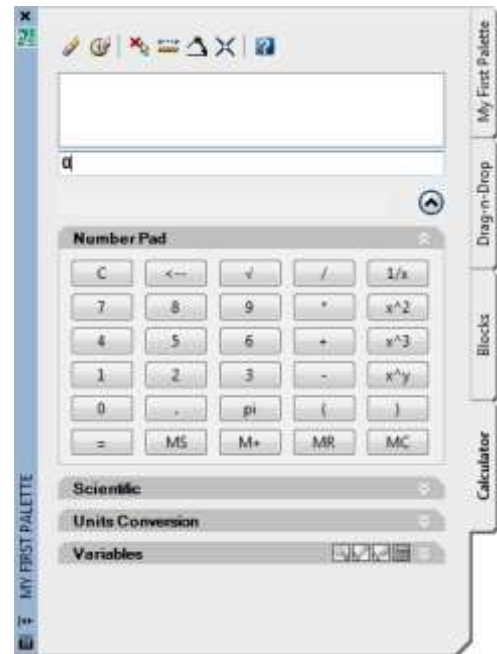 0
Number Pad
C <-- √ / 1/x
7 8 9 * x^2
4 5 6 + x^3
1 2 3 - x^y
0 . pi ( )
= MS M+ MR MC
Scientific
Units Conversion
Variables
MY FIRST PALETTE
My First Palette
Drag-n-Drop
Blocks
Calculator